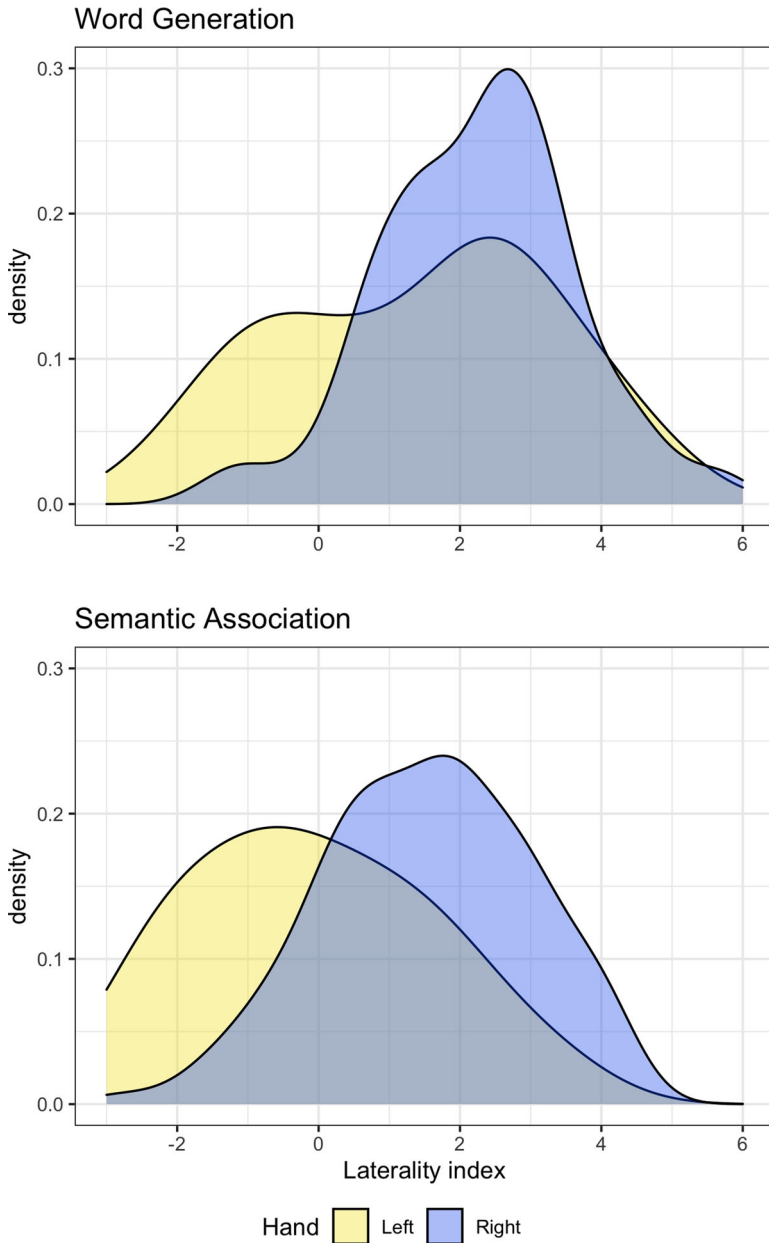 Word Generation
0.3
0.2
density
0.1
0.0
-2 0 2 4 6
Semantic Association
0.3
0.2
density
0.1
0.0
-2 0 2 4 6
Laterality index
Hand Left Right